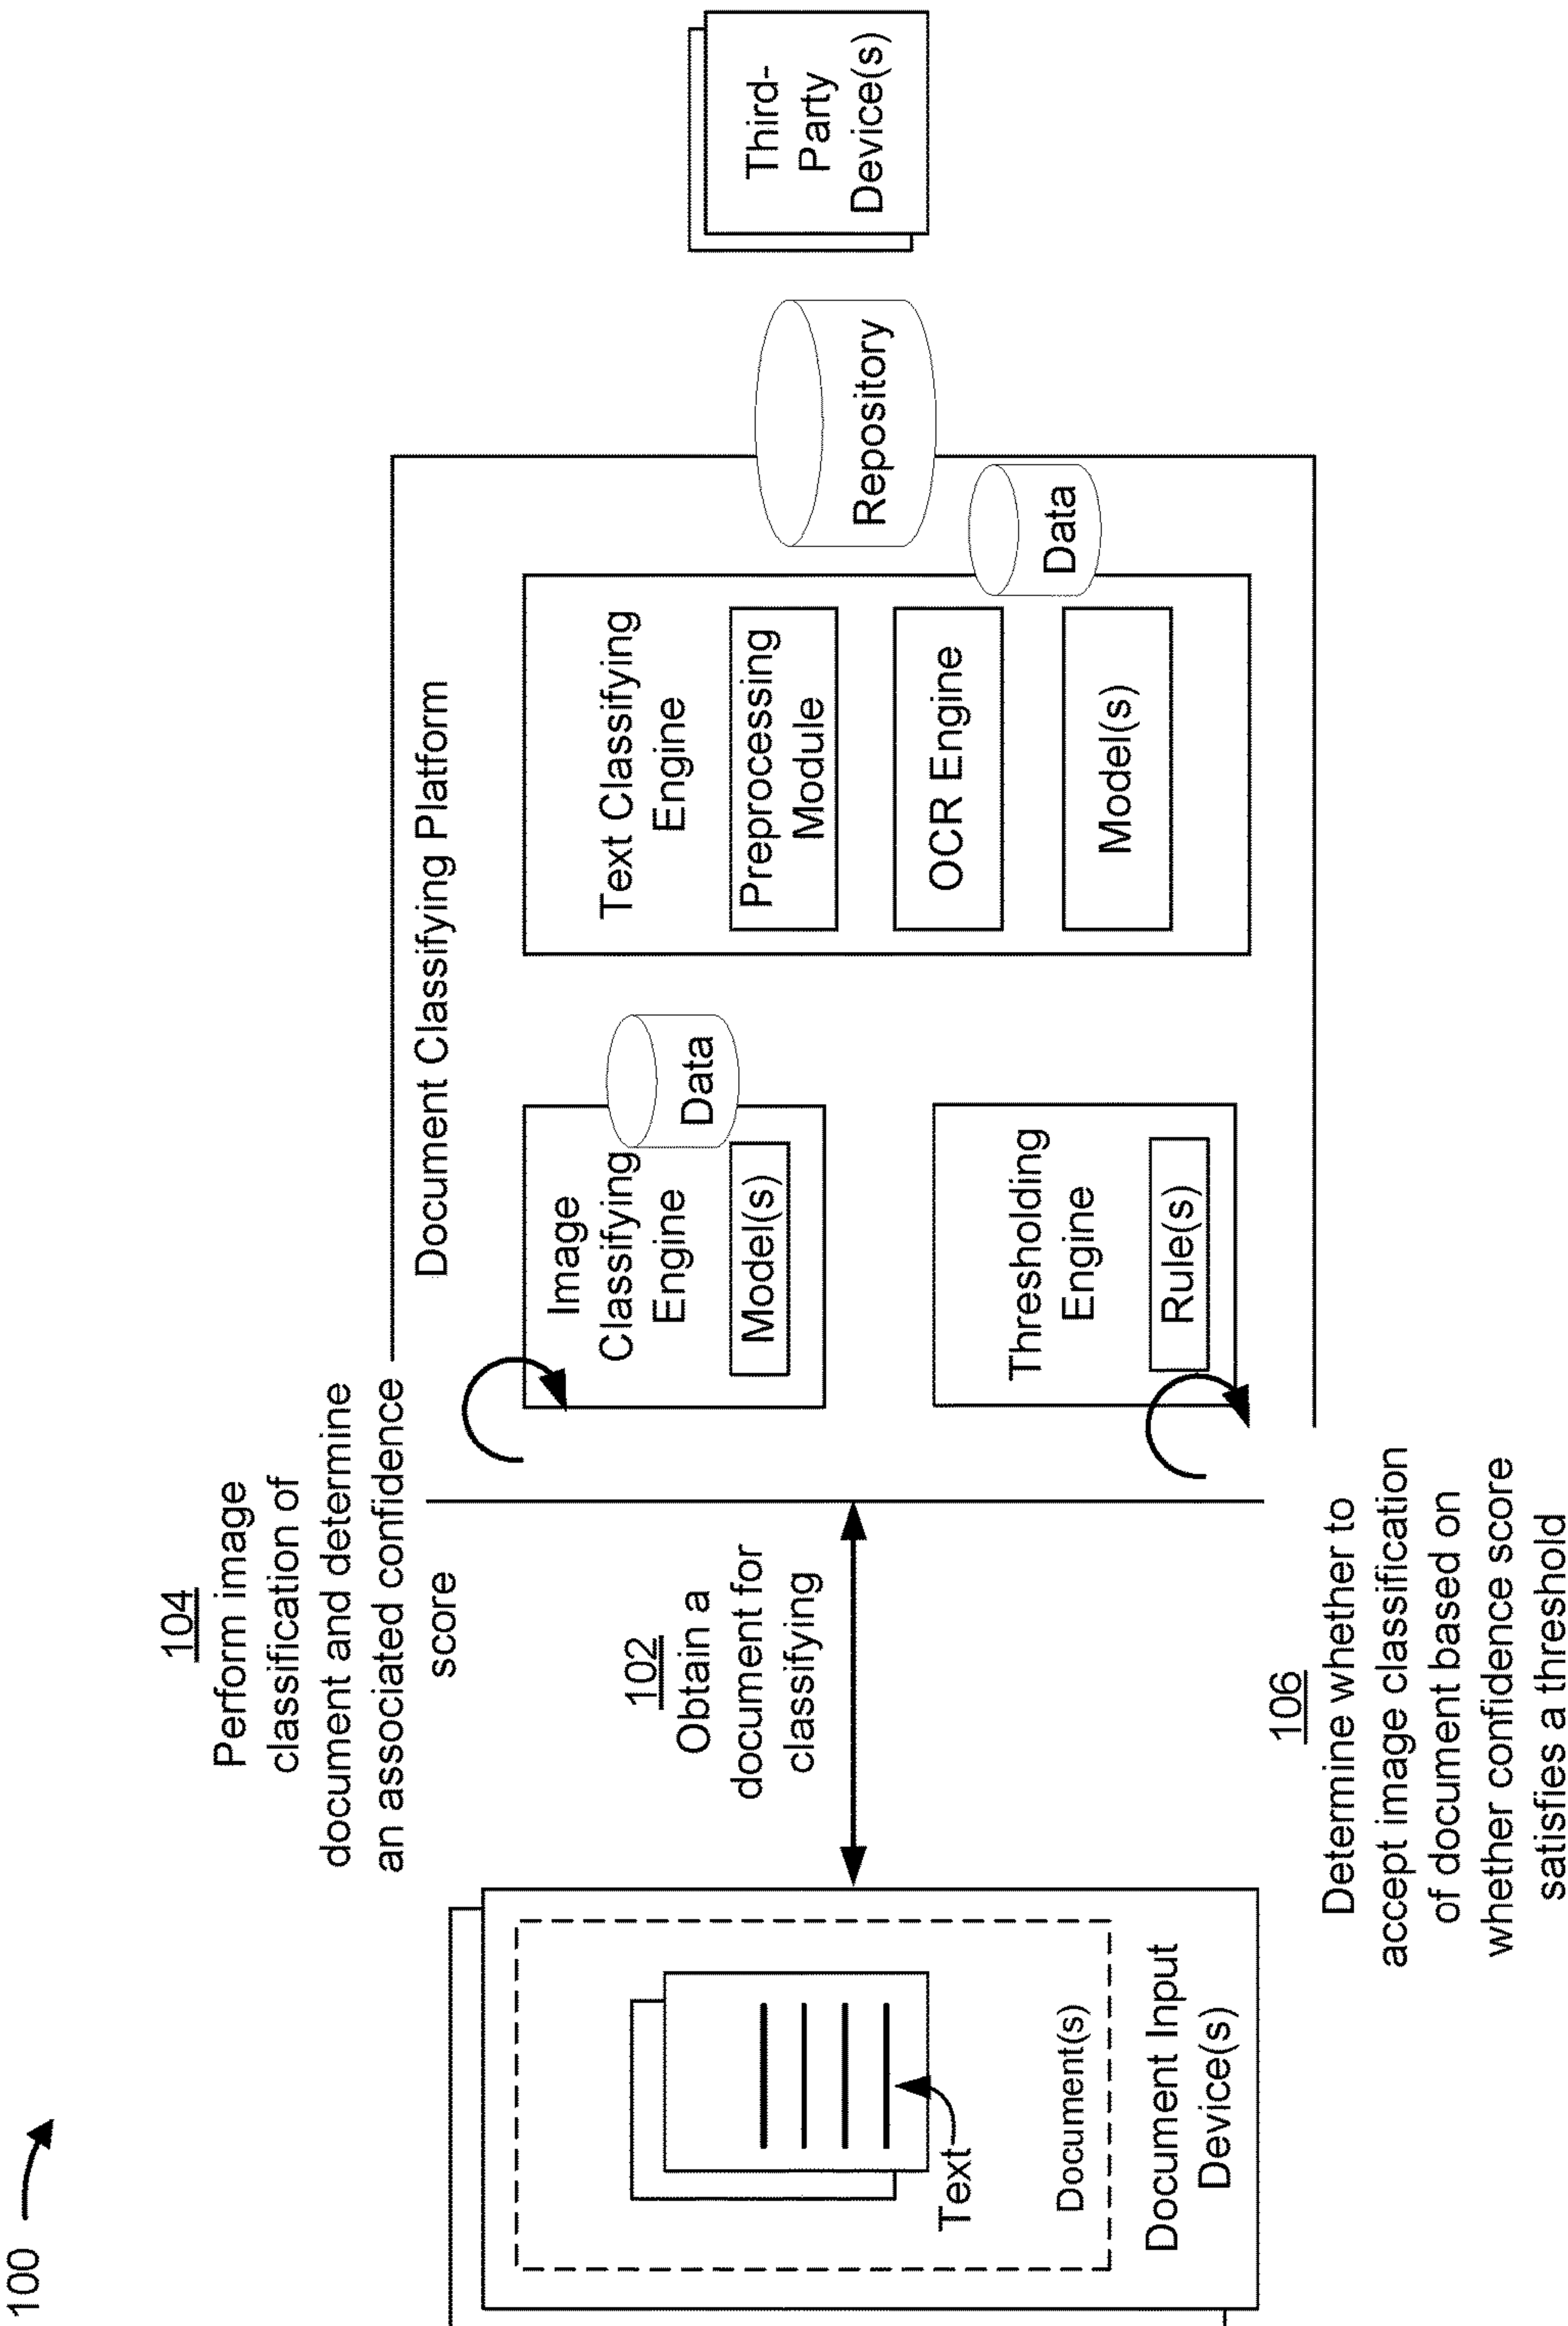 100
104
Perform image
classification of
document and determine
an associated confidence
score
102
Obtain a
document for
classifying
106
Determine whether to
accept image classification
of document based on
whether confidence score
satisfies a threshold
Text
Document(s)
Document Input
Device(s)
Document Classifying Platform
Image
Classifying
Engine
Model(s)
Data
Thresholding
Engine
Rule(s)
Text Classifying
Engine
Preprocessing
Module
OCR Engine
Model(s)
Data
Repository
Third-
Party
Device(s)